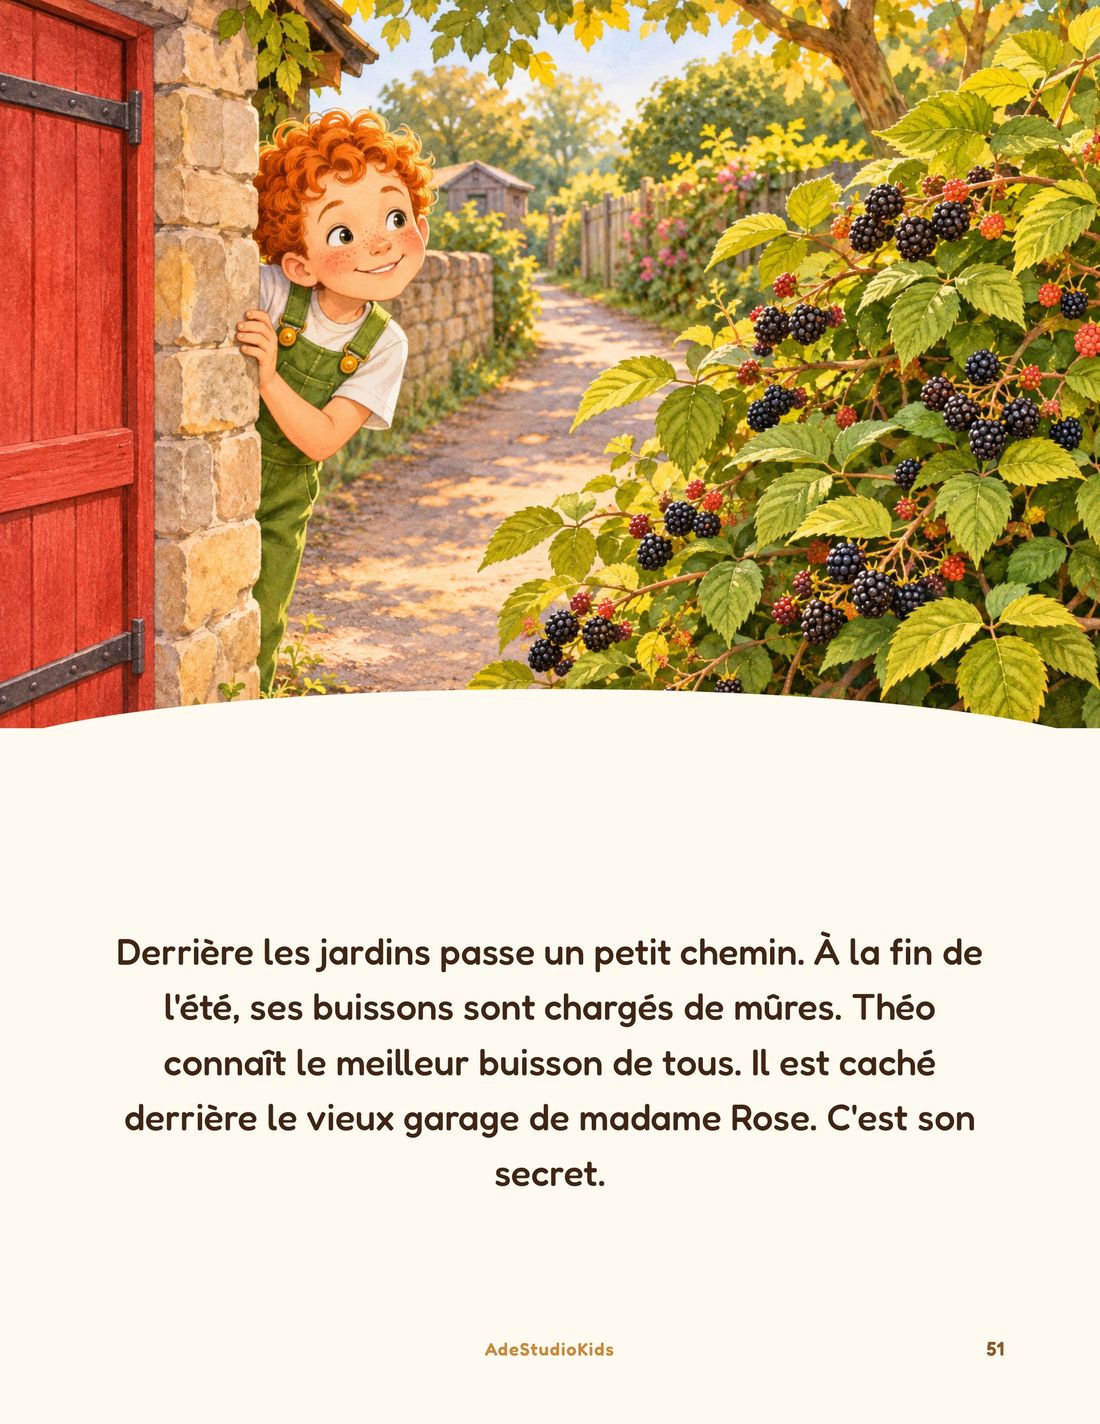 Derrière les jardins passe un petit chemin. À la fin de
l'été, ses buissons sont chargés de mûres. Théo
connaît le meilleur buisson de tous. Il est caché
derrière le vieux garage de madame Rose. C'est son
secret.
AdeStudioKids
51